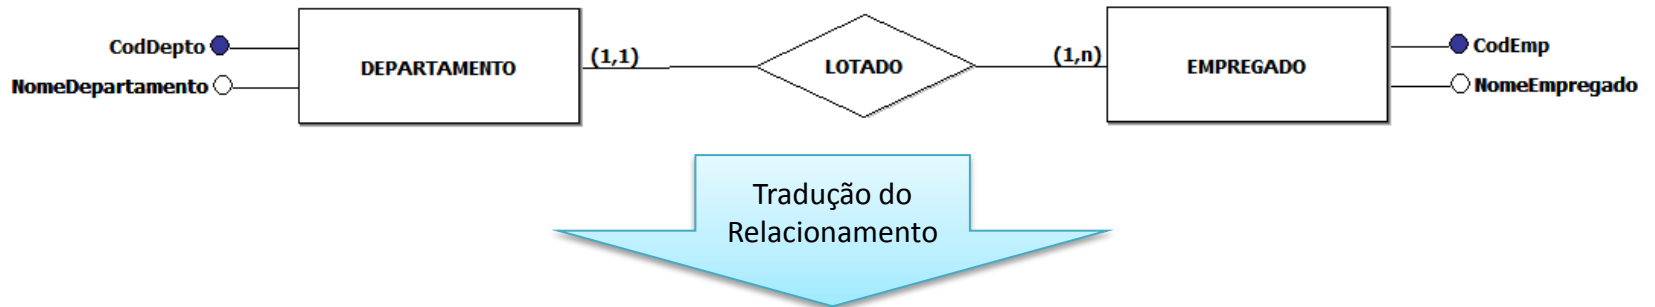 CodDepto
NomeDepartamento
DEPARTAMENTO
(1,1)
LOTADO
(1,n)
EMPREGADO
CodEmp
NomeEmpregado
Tradução do
Relacionamento